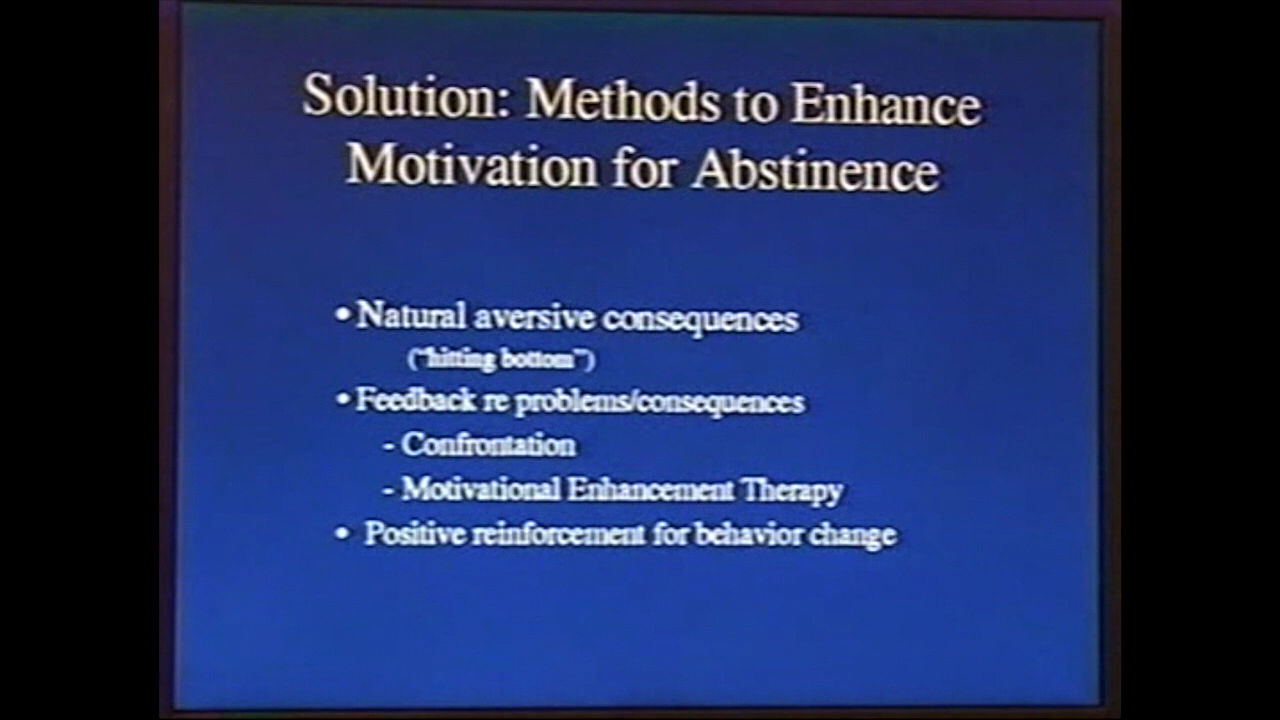 Solution: Methods to Enhance
Motivation for Abstinence
• Natural aversive consequences
("hitting bottom")
• Feedback re problems/consequences
- Confrontation
- Motivational Enhancement Therapy
• Positive reinforcement for behavior change